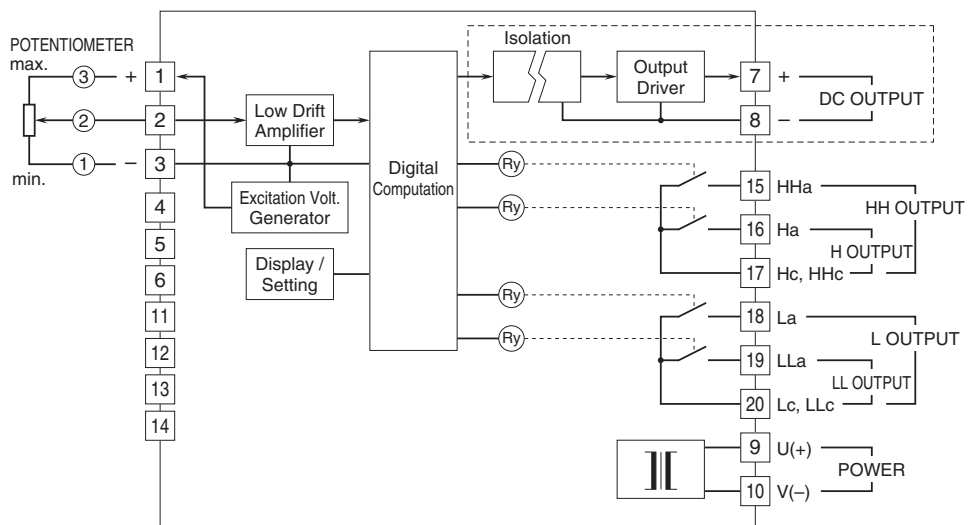 POTENTIOMETER
max.
3
+
1
2
2
1
−
3
min.
4
5
6
11
12
13
14
Low Drift
Amplifier
Excitation Volt.
Generator
Display /
Setting
Digital
Computation
Isolation
Output
Driver
7
+
8
−
DC OUTPUT
Ry
Ry
Ry
Ry
15
HHa
HH OUTPUT
16
Ha
H OUTPUT
17
Hc, HHc
18
La
L OUTPUT
19
LLa
LL OUTPUT
20
Lc, LLc
9
U(+)
POWER
10
V(−)